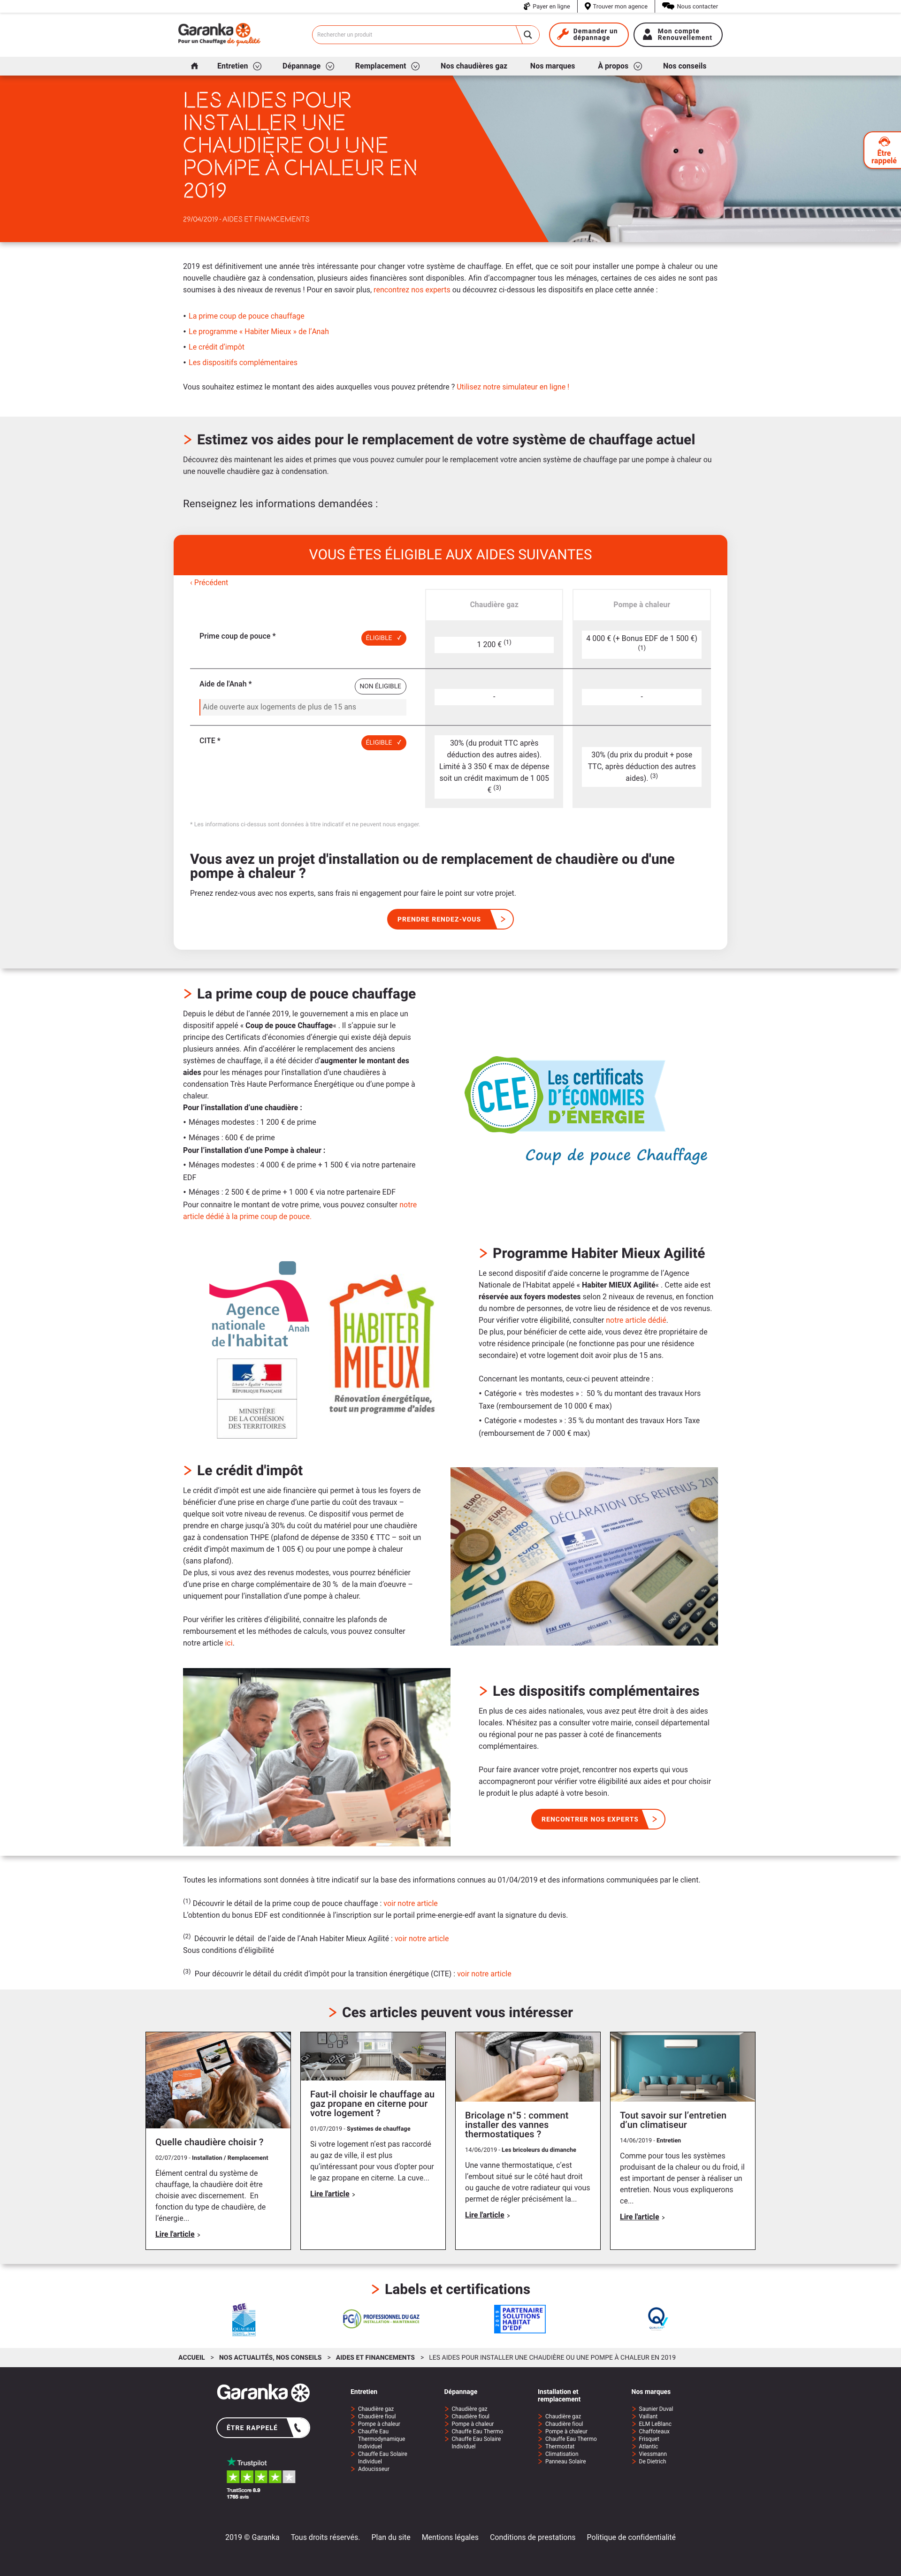 Payer en ligne
Trouver mon agence
Nous contacter
Garanka
Pour un Chauffage de qualité
Rechercher un produit
Demander un
dépannage
Mon compte
Renouvellement
Entretien
Dépannage
Remplacement
Nos chaudières gaz
Nos marques
À propos
Nos conseils
LES AIDES POUR
INSTALLER UNE
CHAUDIÈRE OU UNE
POMPE À CHALEUR EN
2019
29/04/2019 - AIDES ET FINANCEMENTS
Être
rappelé
2019 est définitivement une année très intéressante pour changer votre système de chauffage. En effet, que ce soit pour installer une pompe à chaleur ou une
nouvelle chaudière gaz à condensation, plusieurs aides financières sont disponibles. Afin d'accompagner tous les ménages, certaines de ces aides ne sont pas
soumises à des niveaux de revenus ! Pour en savoir plus, rencontrez nos experts ou découvrez ci-dessous les dispositifs en place cette année :
• La prime coup de pouce chauffage
• Le programme « Habiter Mieux » de l'Anah
• Le crédit d'impôt
• Les dispositifs complémentaires
Vous souhaitez estimez le montant des aides auxquelles vous pouvez prétendre ? Utilisez notre simulateur en ligne !
Estimez vos aides pour le remplacement de votre système de chauffage actuel
Découvrez dès maintenant les aides et primes que vous pouvez cumuler pour le remplacement votre ancien système de chauffage par une pompe à chaleur ou
une nouvelle chaudière gaz à condensation.
Renseignez les informations demandées :
VOUS ÊTES ÉLIGIBLE AUX AIDES SUIVANTES
‹ Précédent
Chaudière gaz
Pompe à chaleur
Prime coup de pouce *
ÉLIGIBLE ✓
1 200 € (1)
4 000 € (+ Bonus EDF de 1 500 €)
(1)
Aide de l'Anah *
NON ÉLIGIBLE
Aide ouverte aux logements de plus de 15 ans
-
-
CITE *
ÉLIGIBLE ✓
30% (du produit TTC après
déduction des autres aides).
Limité à 3 350 € max de dépense
soit un crédit maximum de 1 005
€ (3)
30% (du prix du produit + pose
TTC, après déduction des autres
aides). (3)
* Les informations ci-dessus sont données à titre indicatif et ne peuvent nous engager.
Vous avez un projet d'installation ou de remplacement de chaudière ou d'une
pompe à chaleur ?
Prenez rendez-vous avec nos experts, sans frais ni engagement pour faire le point sur votre projet.
PRENDRE RENDEZ-VOUS
La prime coup de pouce chauffage
Depuis le début de l'année 2019, le gouvernement a mis en place un
dispositif appelé « Coup de pouce Chauffage« . Il s'appuie sur le
principe des Certificats d'économies d'énergie qui existe déjà depuis
plusieurs années. Afin d'accélérer le remplacement des anciens
systèmes de chauffage, il a été décider d'augmenter le montant des
aides pour les ménages pour l'installation d'une chaudières à
condensation Très Haute Performance Énergétique ou d'une pompe à
chaleur.
Pour l'installation d'une chaudière :
• Ménages modestes : 1 200 € de prime
• Ménages : 600 € de prime
Pour l'installation d'une Pompe à chaleur :
• Ménages modestes : 4 000 € de prime + 1 500 € via notre partenaire
EDF
• Ménages : 2 500 € de prime + 1 000 € via notre partenaire EDF
Pour connaitre le montant de votre prime, vous pouvez consulter notre
article dédié à la prime coup de pouce.
CEE
Les certificats
D'ÉCONOMIES
D'ÉNERGIE
Coup de pouce Chauffage
Agence
nationale
de l'habitat
Anah
Liberté • Égalité • Fraternité
RÉPUBLIQUE FRANÇAISE
MINISTÈRE
DE LA COHÉSION
DES TERRITOIRES
HABITER
MIEUX
Rénovation énergétique,
tout un programme d'aides
Programme Habiter Mieux Agilité
Le second dispositif d'aide concerne le programme de l'Agence
Nationale de l'Habitat appelé « Habiter MIEUX Agilité« . Cette aide est
réservée aux foyers modestes selon 2 niveaux de revenus, en fonction
du nombre de personnes, de votre lieu de résidence et de vos revenus.
Pour vérifier votre éligibilité, consulter notre article dédié.
De plus, pour bénéficier de cette aide, vous devez être propriétaire de
votre résidence principale (ne fonctionne pas pour une résidence
secondaire) et votre logement doit avoir plus de 15 ans.
Concernant les montants, ceux-ci peuvent atteindre :
• Catégorie « très modestes » : 50 % du montant des travaux Hors
Taxe (remboursement de 10 000 € max)
• Catégorie « modestes » : 35 % du montant des travaux Hors Taxe
(remboursement de 7 000 € max)
Le crédit d'impôt
Le crédit d'impôt est une aide financière qui permet à tous les foyers de
bénéficier d'une prise en charge d'une partie du coût des travaux –
quelque soit votre niveau de revenus. Ce dispositif vous permet de
prendre en charge jusqu'à 30% du coût du matériel pour une chaudière
gaz à condensation THPE (plafond de dépense de 3350 € TTC – soit un
crédit d'impôt maximum de 1 005 €) ou pour une pompe à chaleur
(sans plafond).
De plus, si vous avez des revenus modestes, vous pourrez bénéficier
d'une prise en charge complémentaire de 30 % de la main d'oeuvre –
uniquement pour l'installation d'une pompe à chaleur.
Pour vérifier les critères d'éligibilité, connaitre les plafonds de
remboursement et les méthodes de calculs, vous pouvez consulter
notre article ici.
DÉCLARATION DES REVENUS 201
EURO
ÉTAT CIVIL
Les dispositifs complémentaires
En plus de ces aides nationales, vous avez peut être droit à des aides
locales. N'hésitez pas a consulter votre mairie, conseil départemental
ou régional pour ne pas passer à coté de financements
complémentaires.
Pour faire avancer votre projet, rencontrer nos experts qui vous
accompagneront pour vérifier votre éligibilité aux aides et pour choisir
le produit le plus adapté à votre besoin.
RENCONTRER NOS EXPERTS
Toutes les informations sont données à titre indicatif sur la base des informations connues au 01/04/2019 et des informations communiquées par le client.
(1) Découvrir le détail de la prime coup de pouce chauffage : voir notre article
L'obtention du bonus EDF est conditionnée à l'inscription sur le portail prime-energie-edf avant la signature du devis.
(2) Découvrir le détail de l'aide de l'Anah Habiter Mieux Agilité : voir notre article
Sous conditions d'éligibilité
(3) Pour découvrir le détail du crédit d'impôt pour la transition énergétique (CITE) : voir notre article
Ces articles peuvent vous intéresser
Quelle chaudière choisir ?
02/07/2019 - Installation / Remplacement
Élément central du système de
chauffage, la chaudière doit être
choisie avec discernement. En
fonction du type de chaudière, de
l'énergie...
Lire l'article >
Faut-il choisir le chauffage au
gaz propane en citerne pour
votre logement ?
01/07/2019 - Systèmes de chauffage
Si votre logement n'est pas raccordé
au gaz de ville, il est plus
qu'intéressant pour vous d'opter pour
le gaz propane en citerne. La cuve...
Lire l'article >
Bricolage n°5 : comment
installer des vannes
thermostatiques ?
14/06/2019 - Les bricoleurs du dimanche
Une vanne thermostatique, c'est
l'embout situé sur le côté haut droit
ou gauche de votre radiateur qui vous
permet de régler précisément la...
Lire l'article >
Tout savoir sur l'entretien
d'un climatiseur
14/06/2019 - Entretien
Comme pour tous les systèmes
produisant de la chaleur ou du froid, il
est important de penser à réaliser un
entretien. Nous vous expliquerons
ce...
Lire l'article >
Labels et certifications
RGE
PG
PROFESSIONNEL DU GAZ
INSTALLATION - MAINTENANCE
PARTENAIRE
SOLUTIONS
HABITAT
D'EDF
ACCUEIL > NOS ACTUALITÉS, NOS CONSEILS > AIDES ET FINANCEMENTS > LES AIDES POUR INSTALLER UNE CHAUDIÈRE OU UNE POMPE À CHALEUR EN 2019
Garanka
ÊTRE RAPPELÉ
Trustpilot
TrustScore 8.9
1765 avis
Entretien
Chaudière gaz
Chaudière fioul
Pompe à chaleur
Chauffe Eau
Thermodynamique
Individuel
Chauffe Eau Solaire
Individuel
Adoucisseur
Dépannage
Chaudière gaz
Chaudière fioul
Pompe à chaleur
Chauffe Eau Thermo
Chauffe Eau Solaire
Individuel
Installation et
remplacement
Chaudière gaz
Chaudière fioul
Pompe à chaleur
Chauffe Eau Thermo
Thermostat
Climatisation
Panneau Solaire
Nos marques
Saunier Duval
Vaillant
ELM LeBlanc
Chaffoteaux
Frisquet
Atlantic
Viessmann
De Dietrich
2019 © Garanka
Tous droits réservés.
Plan du site
Mentions légales
Conditions de prestations
Politique de confidentialité